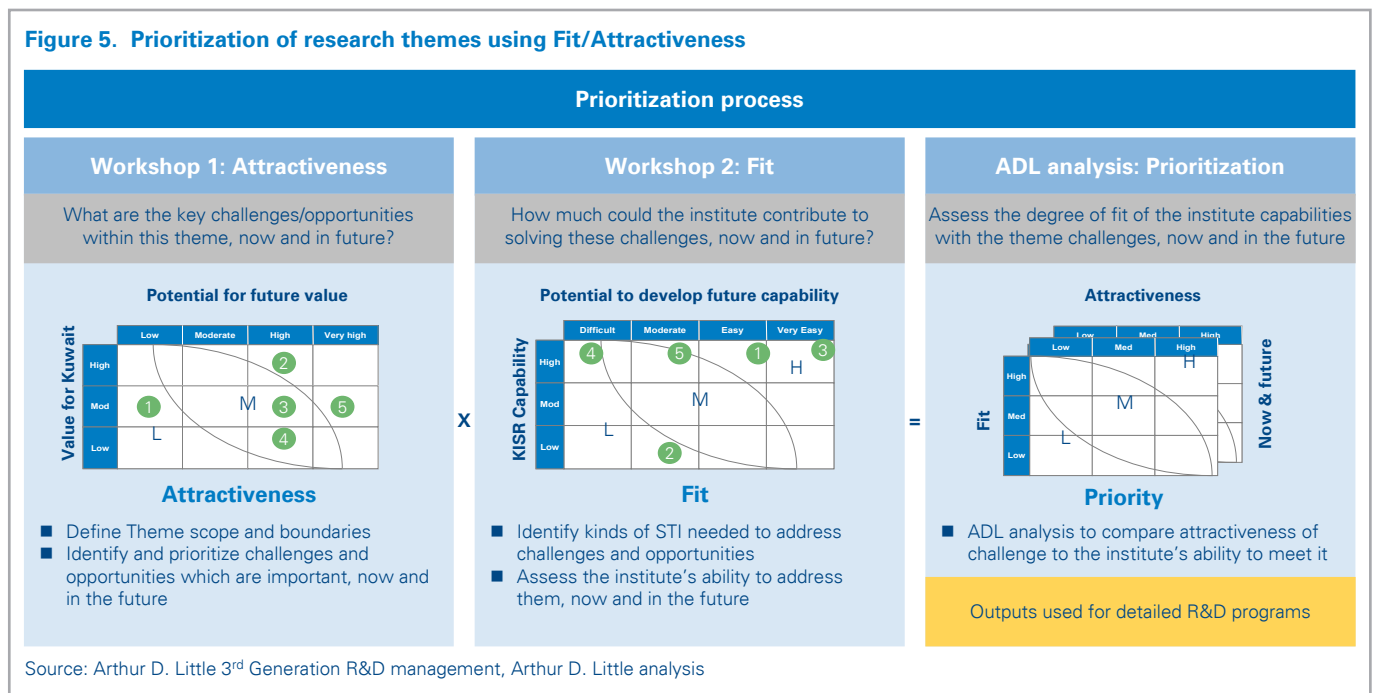 Figure 5. Prioritization of research themes using Fit/Attractiveness
Prioritization process
Workshop 1: Attractiveness
What are the key challenges/opportunities
within this theme, now and in future?
Potential for future value
Value for Kuwait
Low Moderate High Very high
High
Mod
Low
2
1 M 3 5
L 4
Attractiveness
■ Define Theme scope and boundaries
■ Identify and prioritize challenges and
opportunities which are important, now and
in the future
X
Workshop 2: Fit
How much could the institute contribute to
solving these challenges, now and in future?
Potential to develop future capability
KISR Capability
Difficult Moderate Easy Very Easy
High
Mod
Low
4 5 1 3
H
M
L
2
Fit
■ Identify kinds of STI needed to address
challenges and opportunities
■ Assess the institute's ability to address
them, now and in the future
=
ADL analysis: Prioritization
Assess the degree of fit of the institute capabilities
with the theme challenges, now and in the future
Attractiveness
Low Med High
Low Med High
Fit
High
Med
Low
H
M
L
Now & future
Priority
■ ADL analysis to compare attractiveness of
challenge to the institute's ability to meet it
Outputs used for detailed R&D programs
Source: Arthur D. Little 3rd Generation R&D management, Arthur D. Little analysis